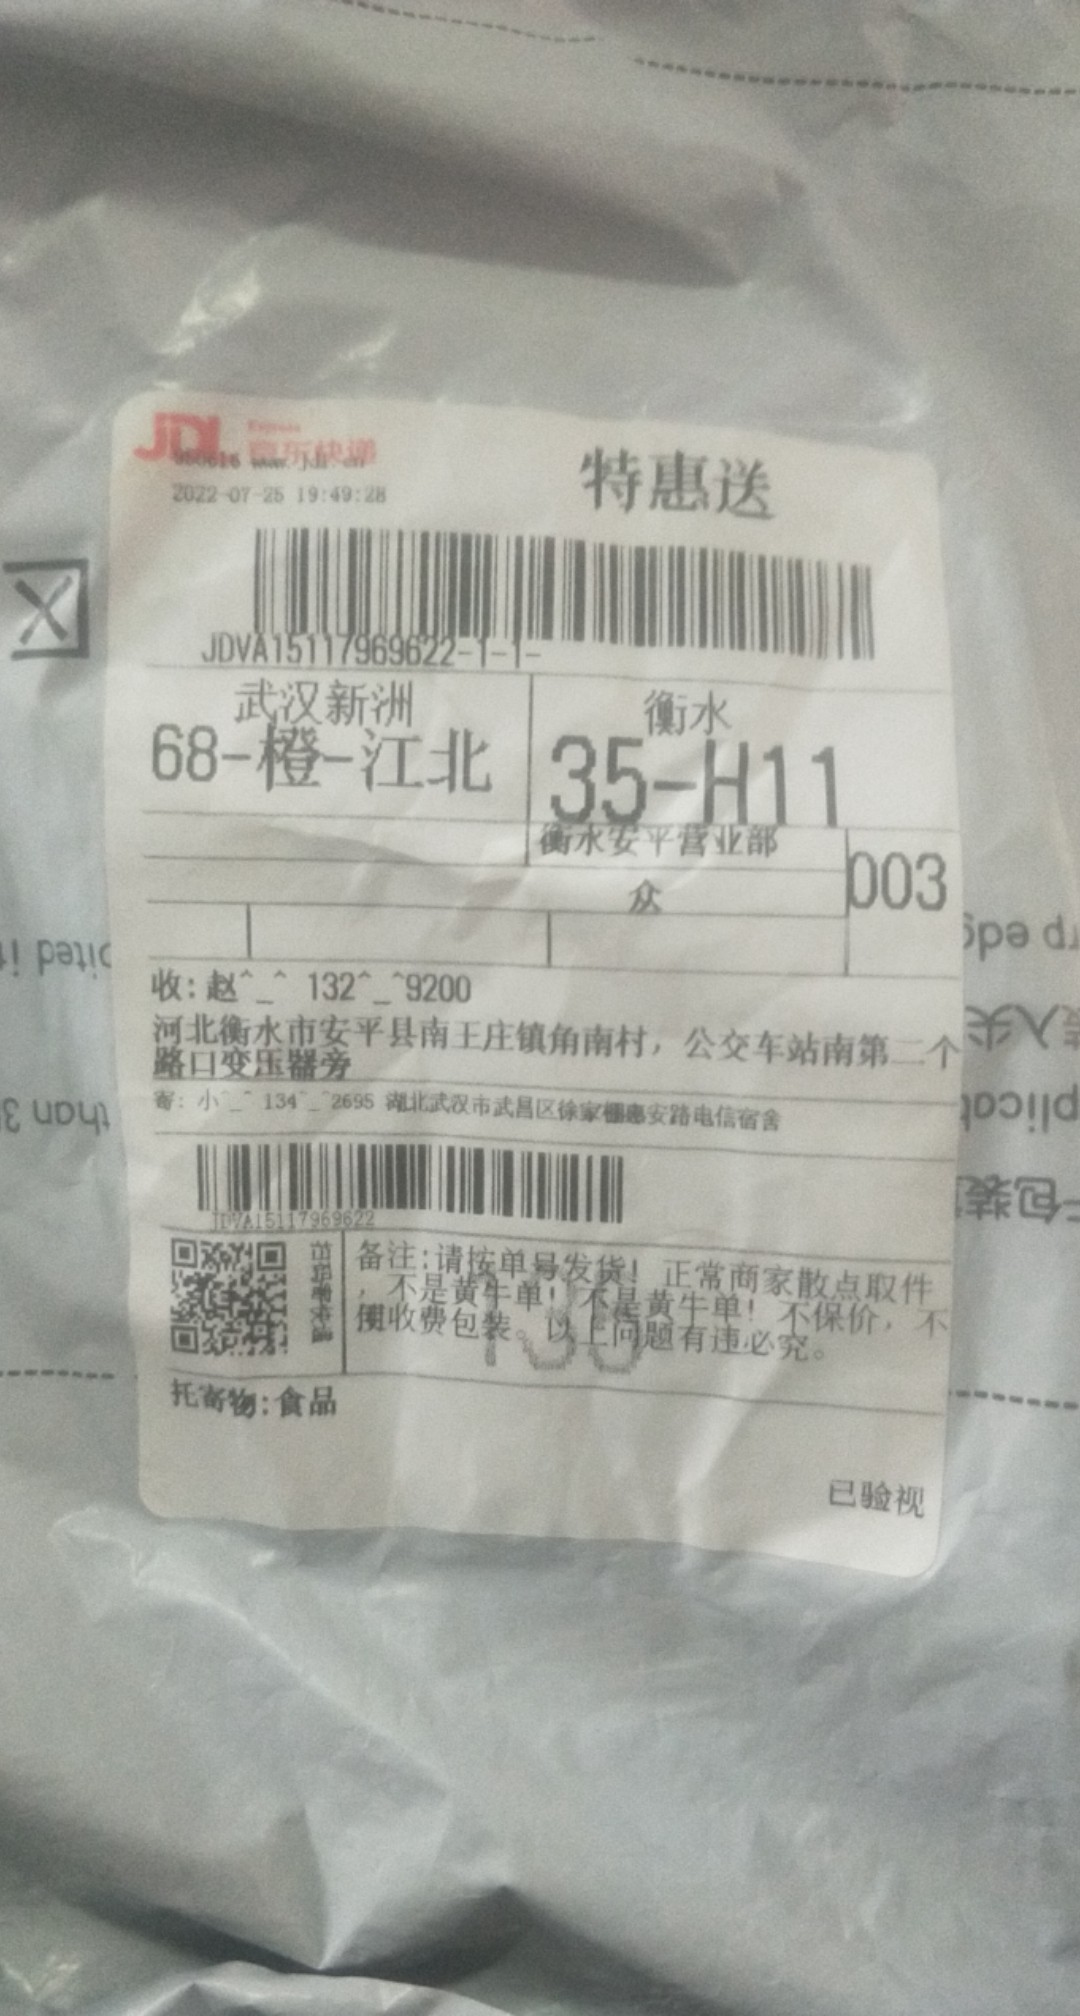 JDL Express
京东快递
950616 www.jdl.cn
2022-07-25 19:49:28
特惠送
JDVA15117969622-1-1-
武汉新洲
68-橙-江北
衡水
35-H11
衡水安平营业部
众
003
收:赵^_^ 132^_^9200
河北衡水市安平县南王庄镇角南村，公交车站南第二个
路口变压器旁
寄: 小^_^ 134^_^2695 湖北武汉市武昌区徐家棚惠安路电信宿舍
JDVA15117969622
备注:请按单号发货！正常商家散点取件
，不是黄牛单！不是黄牛单！不保价，不
使用收费包装。以上问题有违必究。
托寄物:食品
已验视